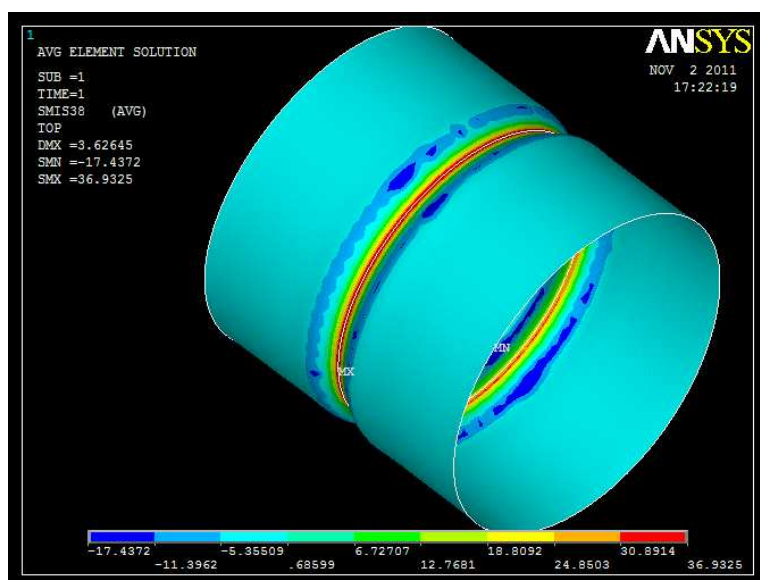 1
AVG ELEMENT SOLUTION
ANSYS
NOV 2 2011
17:22:19
SUB =1
TIME=1
SMIS38 (AVG)
TOP
DMX =3.62645
SMN =-17.4372
SMX =36.9325
MN
MX
-17.4372 -5.35509 6.72707 18.8092 30.8914
-11.3962 .68599 12.7681 24.8503 36.9325